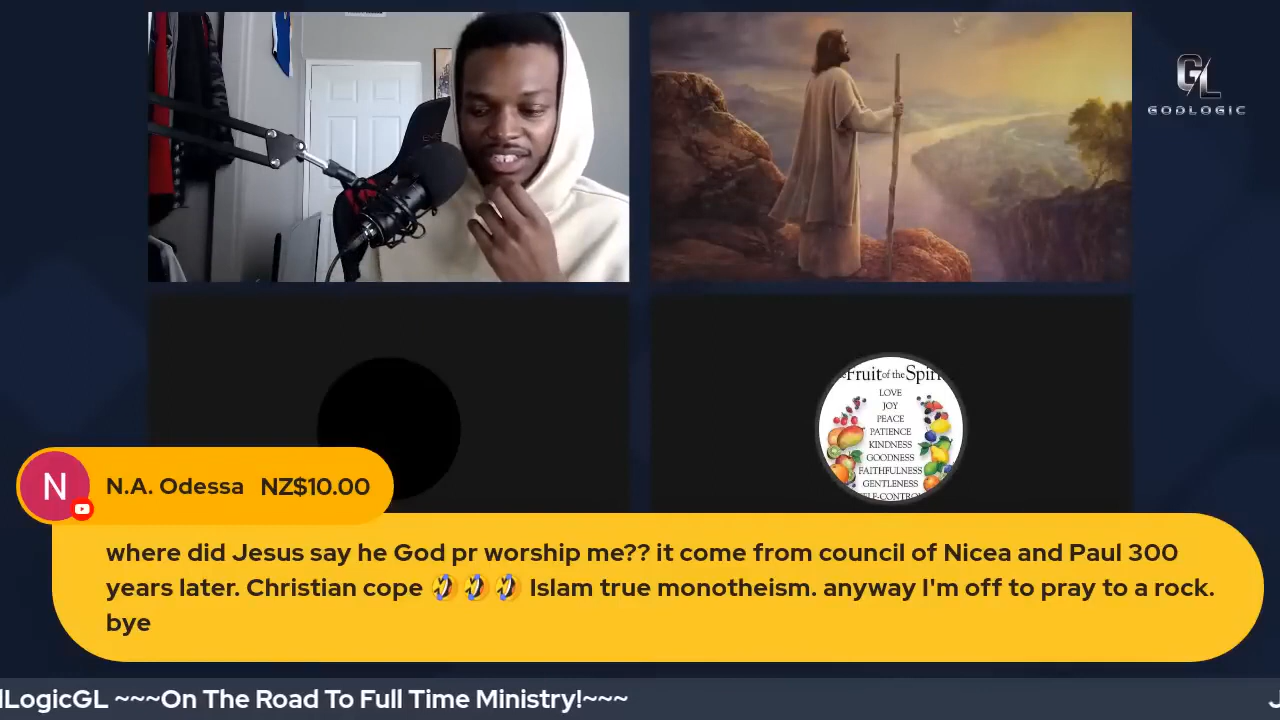 GL
GODLOGIC
Fruit of the Spiri
LOVE
JOY
PEACE
PATIENCE
KINDNESS
GOODNESS
FAITHFULNESS
GENTLENESS
ELF-CONTRO
N
N.A. Odessa NZ$10.00
where did Jesus say he God pr worship me?? it come from council of Nicea and Paul 300
years later. Christian cope 🤣🤣🤣 Islam true monotheism. anyway I'm off to pray to a rock.
bye
lLogicGL ~~~On The Road To Full Time Ministry!~~~